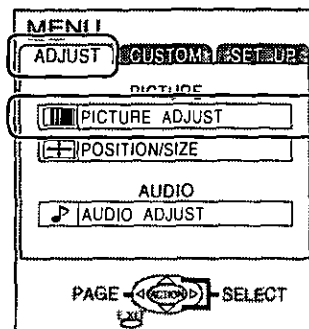 MENU
ADJUST CUSTOM SET UP
PICTURE
PICTURE ADJUST
POSITION/SIZE
AUDIO
AUDIO ADJUST
PAGE ACTION SELECT
EXIT